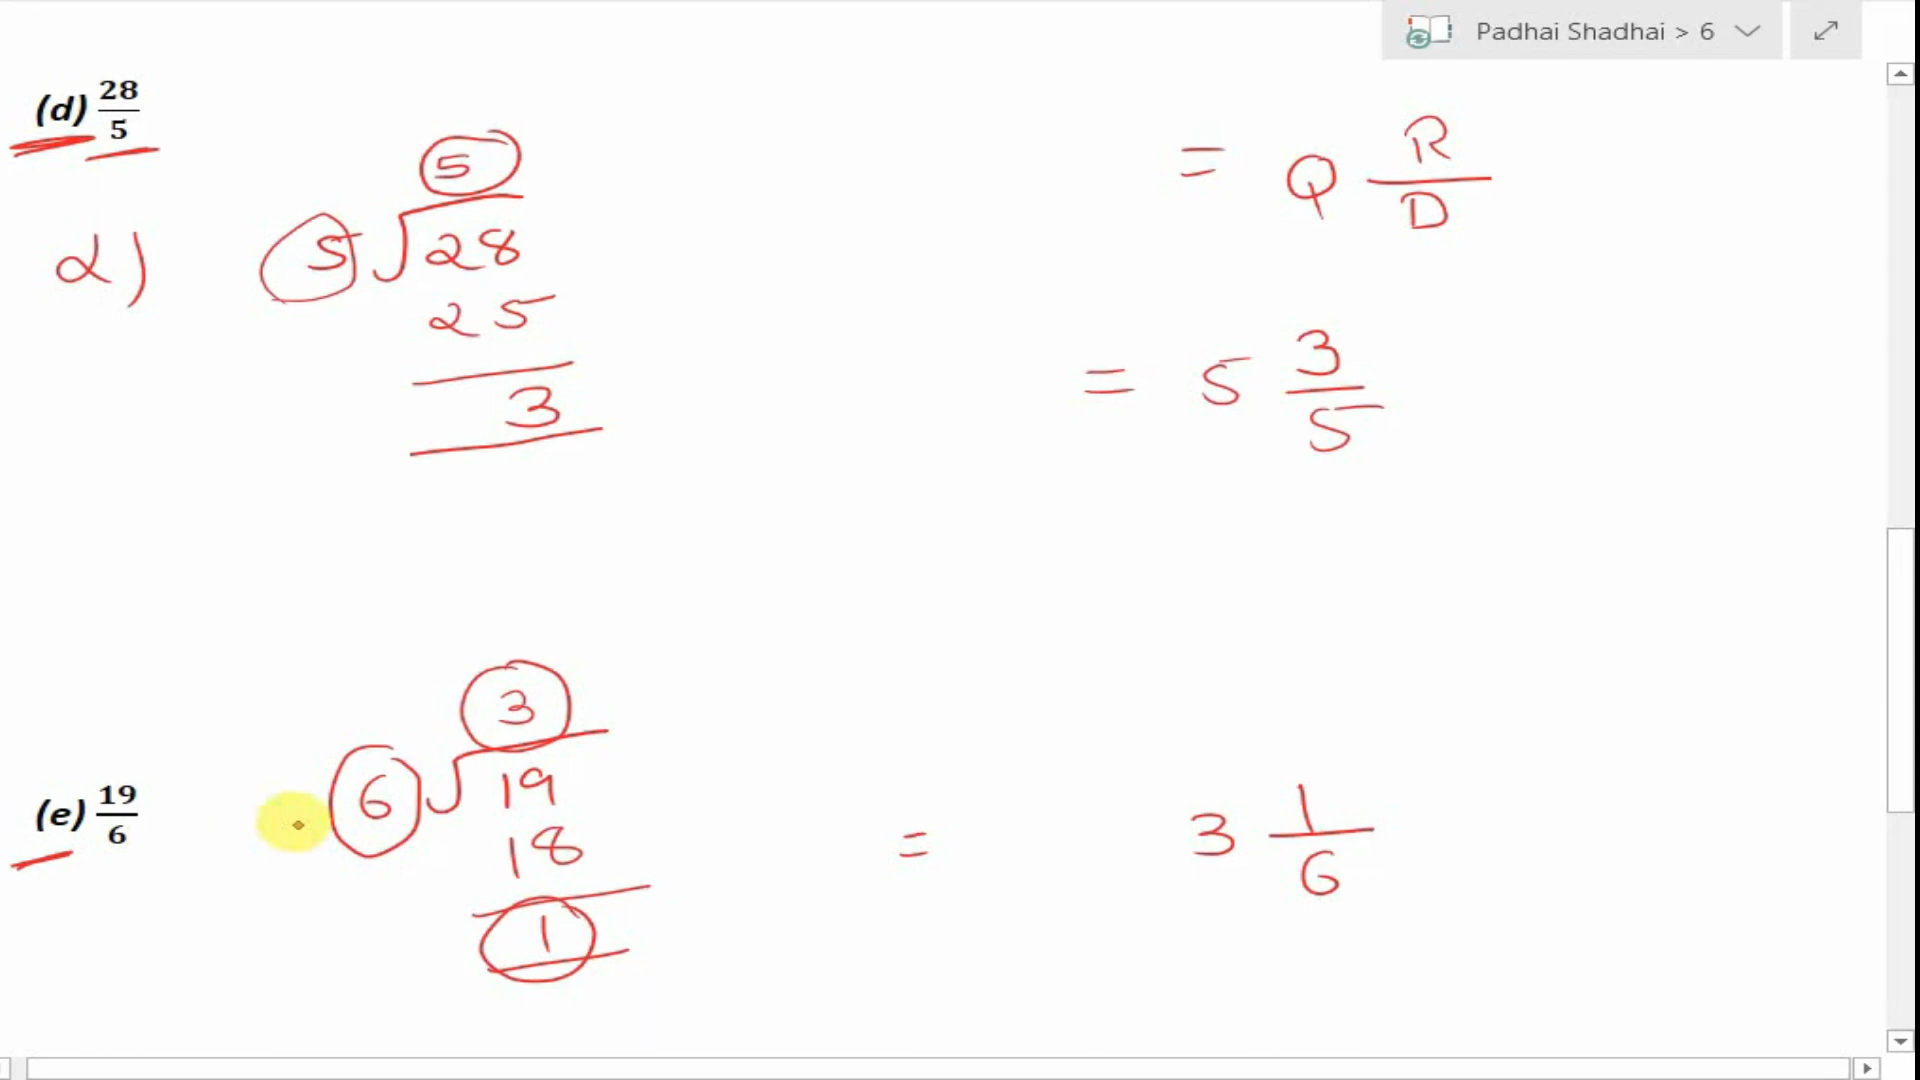 Padhai Shadhai > 6
(d) 28/5
d)
5
5 √ 28
25
3
= Q R/D
= 5 3/5
(e) 19/6
3
6 √ 19
18
1
= 3 1/6